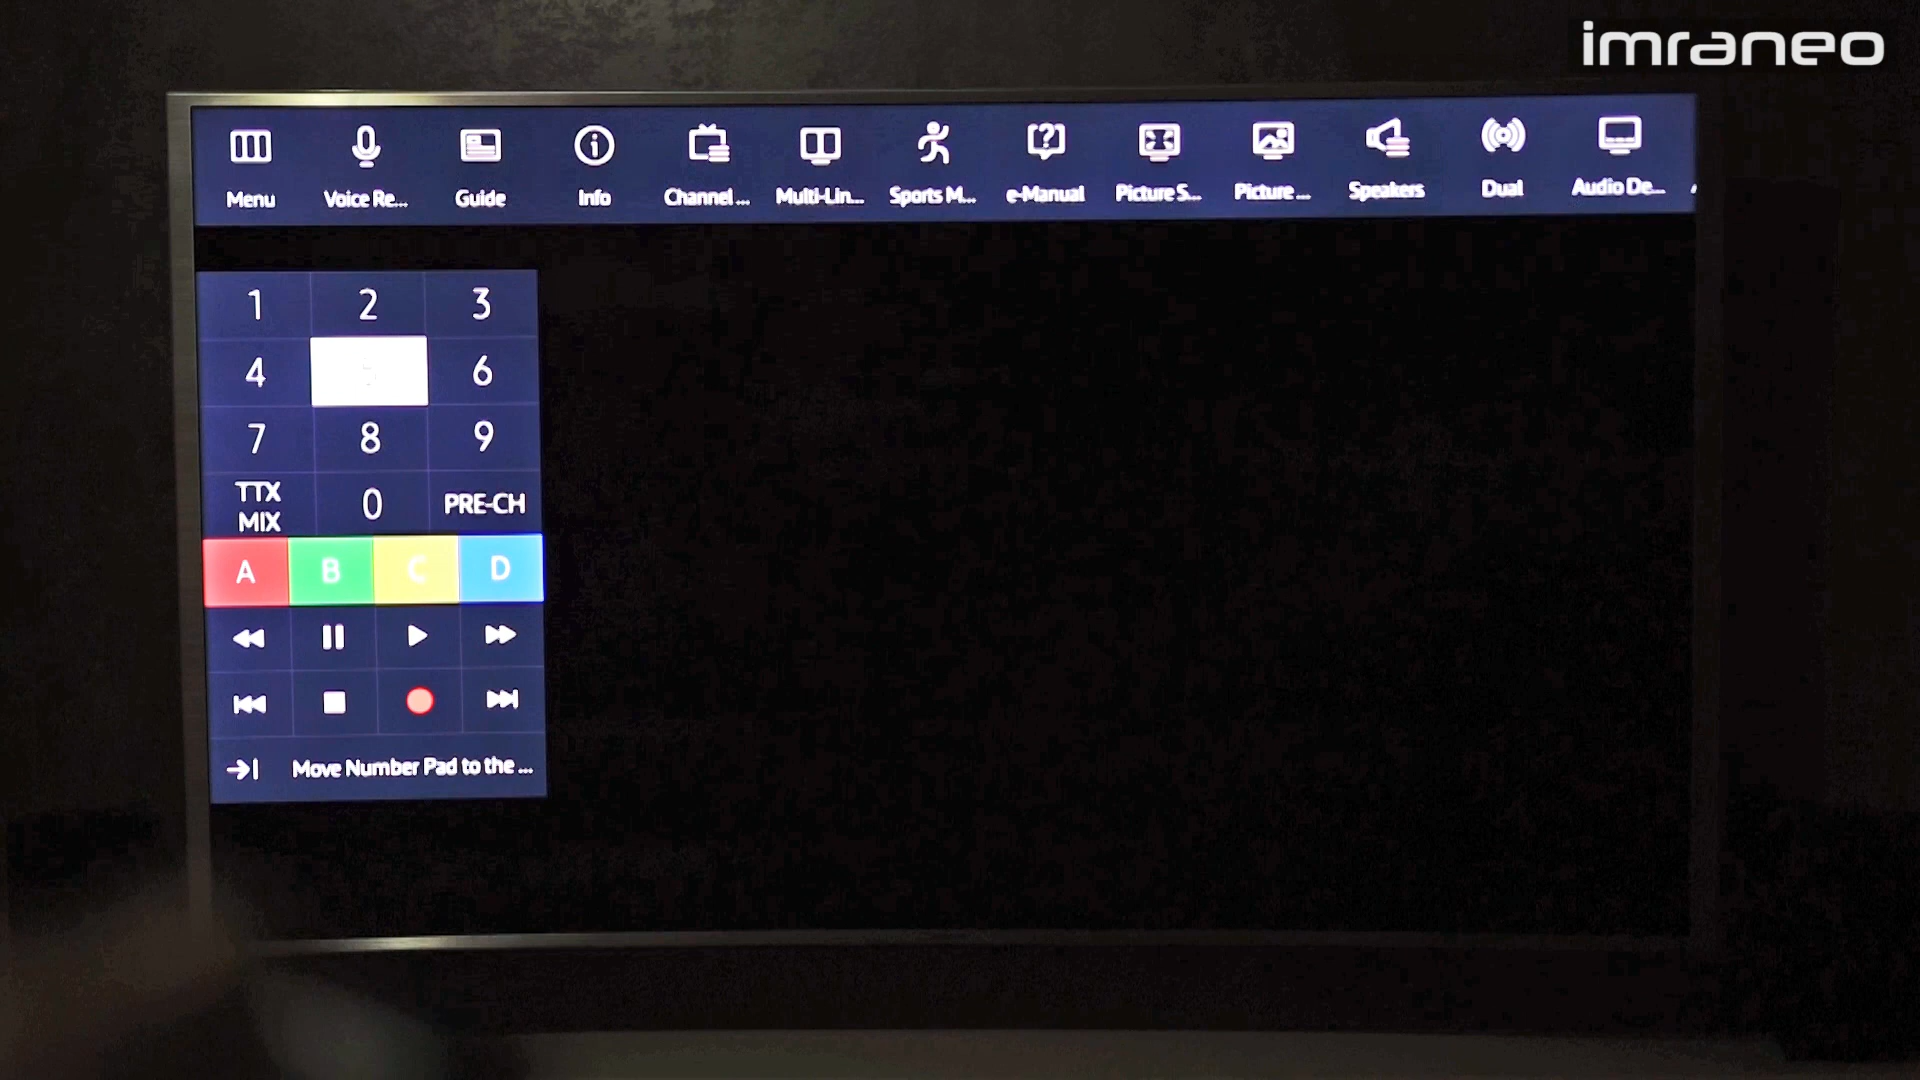 imraneo
Menu Voice Re... Guide Info Channel ... Multi-Lin... Sports M... e-Manual Picture S... Picture ... Speakers Dual Audio De...
1 2 3
4 5 6
7 8 9
TTX
MIX 0 PRE-CH
A B C D
Move Number Pad to the ...